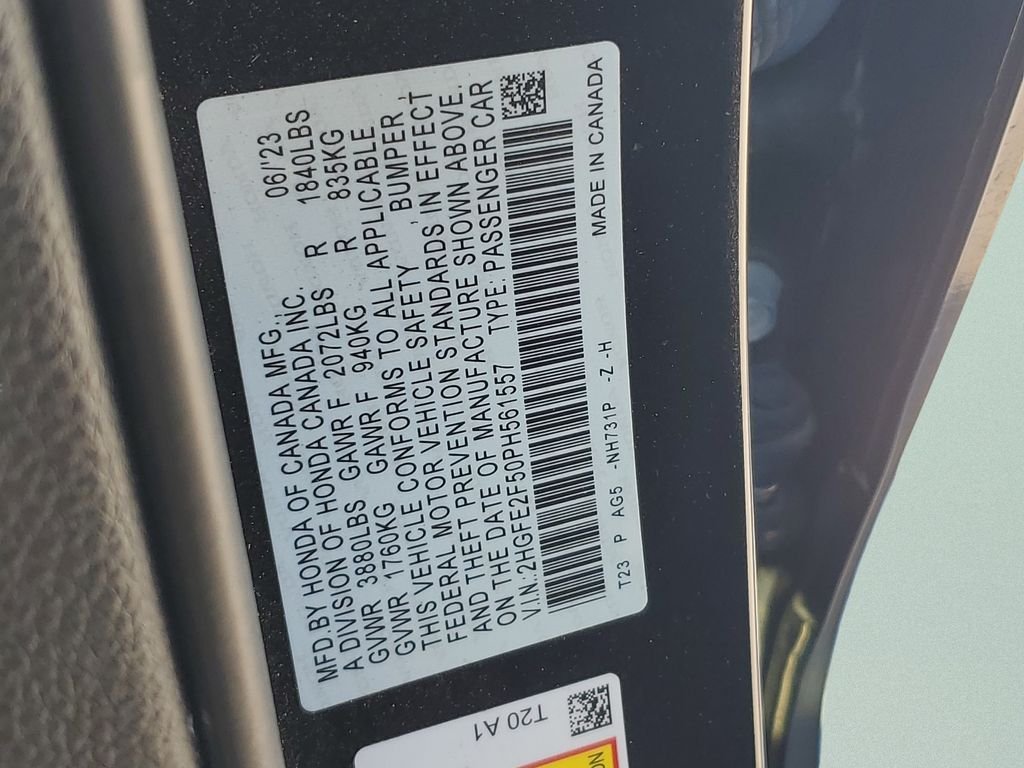 MFD.BY HONDA OF CANADA MFG., 06/23
A DIVISION OF HONDA CANADA INC.
GVWR 3880LBS GAWR F 2072LBS R 1840LBS
GVWR 1760KG GAWR F 940KG R 835KG
THIS VEHICLE CONFORMS TO ALL APPLICABLE
FEDERAL MOTOR VEHICLE SAFETY , BUMPER,
AND THEFT PREVENTION STANDARDS IN EFFECT
ON THE DATE OF MANUFACTURE SHOWN ABOVE.
V.I.N.:2HGFE2F50PH561557 TYPE: PASSENGER CAR
T23 P AG5 -NH731P -Z -H MADE IN CANADA
T20 A1